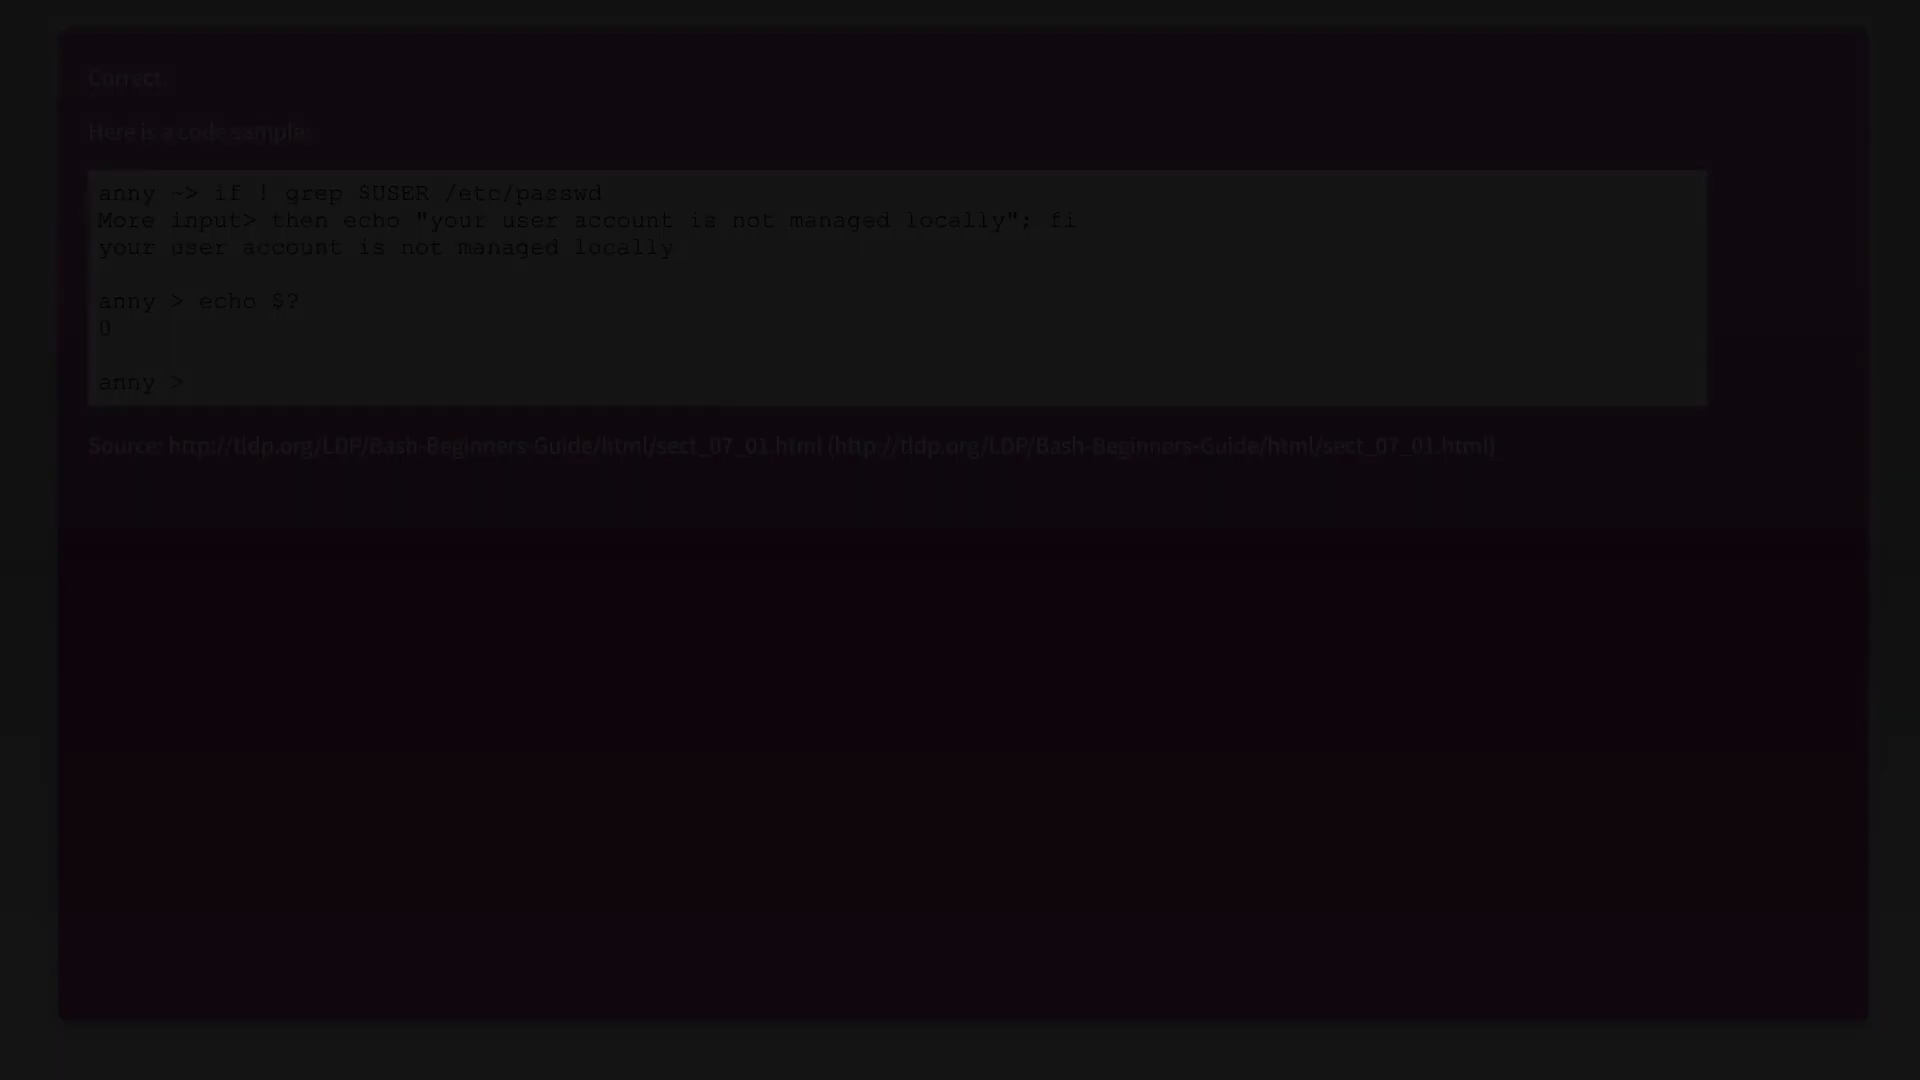 Correct.
Here is a code sample:
anny ~> if ! grep $USER /etc/passwd
More input> then echo "your user account is not managed locally"; fi
your user account is not managed locally
anny > echo $?
0
anny >
Source: http://tldp.org/LDP/Bash-Beginners-Guide/html/sect_07_01.html (http://tldp.org/LDP/Bash-Beginners-Guide/html/sect_07_01.html)